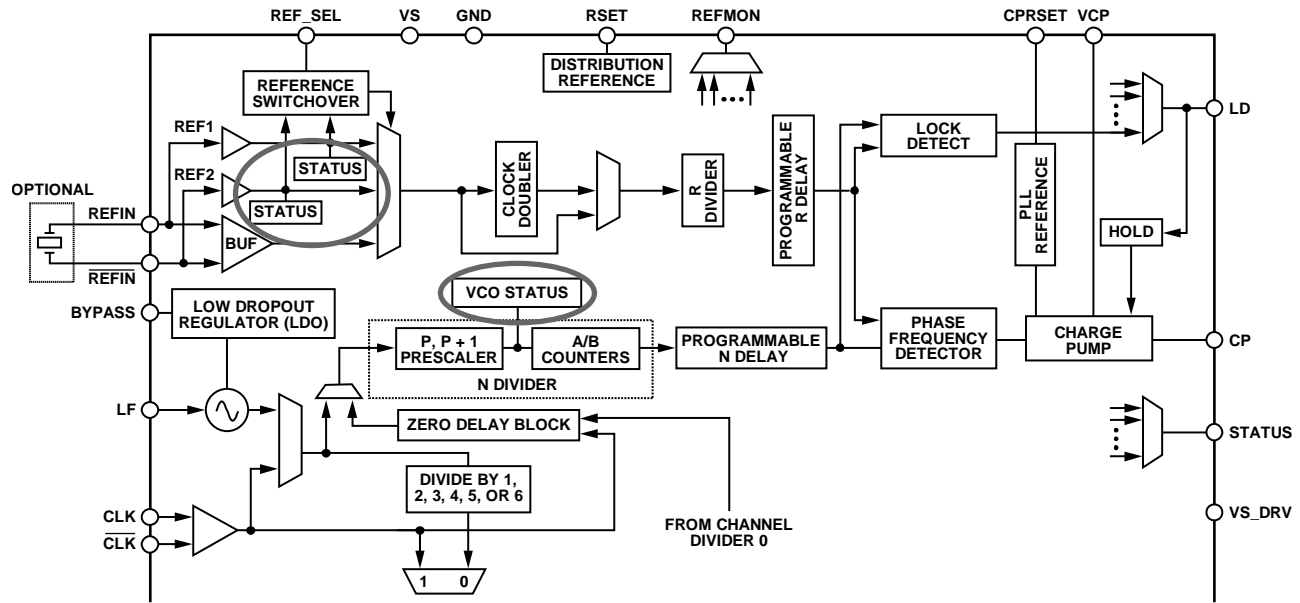 REF_SEL
VS
GND
RSET
REFMON
CPRSET
VCP
DISTRIBUTION
REFERENCE
REFERENCE
SWITCHOVER
LD
REF1
STATUS
LOCK
DETECT
REF2
STATUS
CLOCK
DOUBLER
R
DIVIDER
PROGRAMMABLE
R DELAY
PLL
REFERENCE
OPTIONAL
REFIN
BUF
HOLD
REFIN
VCO STATUS
BYPASS
LOW DROPOUT
REGULATOR (LDO)
P, P + 1
PRESCALER
A/B
COUNTERS
N DIVIDER
PROGRAMMABLE
N DELAY
PHASE
FREQUENCY
DETECTOR
CHARGE
PUMP
CP
LF
ZERO DELAY BLOCK
STATUS
DIVIDE BY 1,
2, 3, 4, 5, OR 6
CLK
CLK
FROM CHANNEL
DIVIDER 0
VS_DRV
1 0